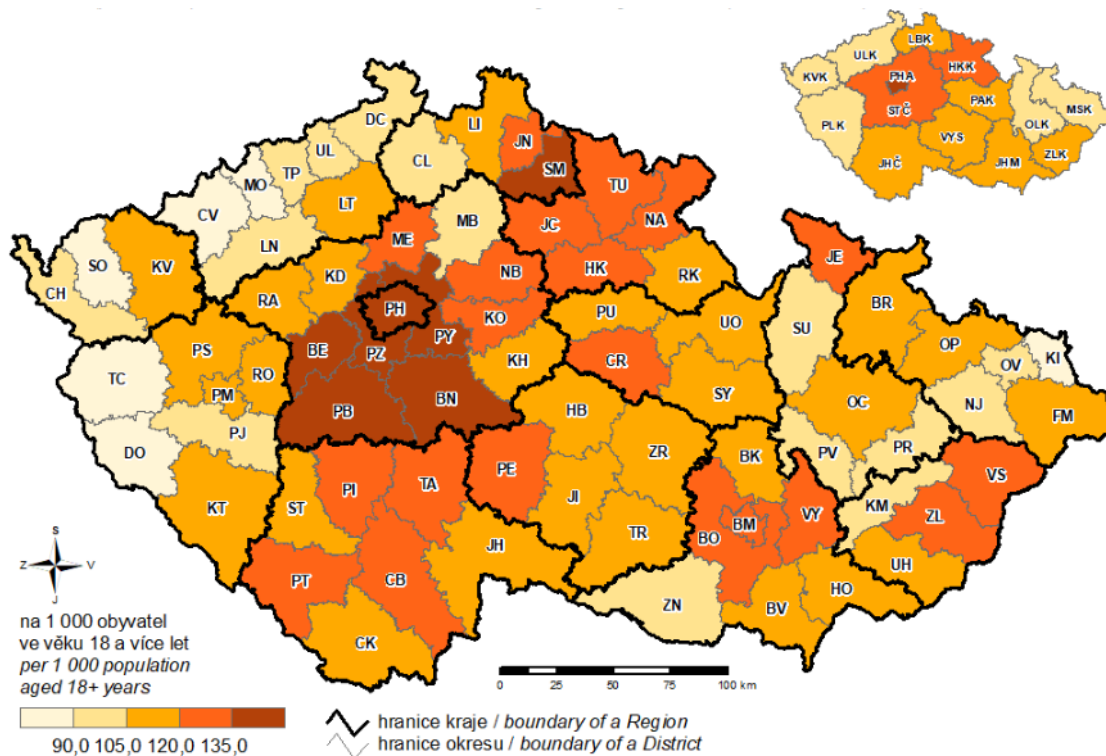 LBK
ULK
HKK
KVK
PHA
STČ
PAK
MSK
PLK
OLK
VYS
JHČ
JHM
ZLK
DC
LI
JN
UL
CL
SM
TP
MO
TU
CV
LT
MB
JC
NA
ME
LN
SO
KV
KD
NB
HK
RK
JE
CH
RA
BR
PH
KO
PU
UO
SU
BE
PZ
PY
PS
OP
KI
OV
TC
RO
KH
CR
PM
SY
OC
NJ
FM
PB
BN
HB
PJ
DO
PR
PV
PE
ZR
BK
VS
TA
PI
KM
KT
ST
JI
VY
ZL
BM
BO
TR
JH
UH
PT
CB
HO
ZN
BV
CK
S
Z V
J
na 1 000 obyvatel
ve věku 18 a více let
per 1 000 population
aged 18+ years
0 25 50 75 100 km
90,0 105,0 120,0 135,0
hranice kraje / boundary of a Region
hranice okresu / boundary of a District